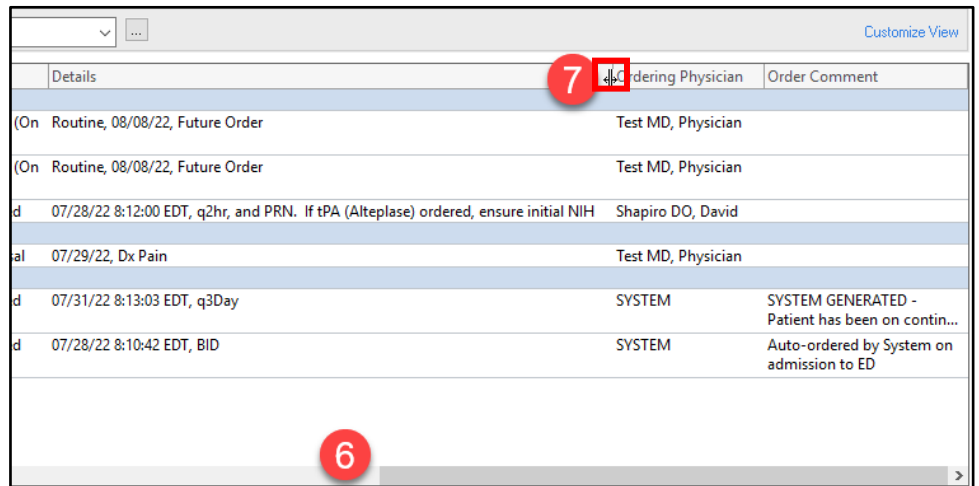 ...
Customize View
Details
7
Ordering Physician
Order Comment
(On Routine, 08/08/22, Future Order Test MD, Physician
(On Routine, 08/08/22, Future Order Test MD, Physician
d 07/28/22 8:12:00 EDT, q2hr, and PRN. If tPA (Alteplase) ordered, ensure initial NIH Shapiro DO, David
sal 07/29/22, Dx Pain Test MD, Physician
d 07/31/22 8:13:03 EDT, q3Day SYSTEM SYSTEM GENERATED -
Patient has been on contin...
d 07/28/22 8:10:42 EDT, BID SYSTEM Auto-ordered by System on
admission to ED
6